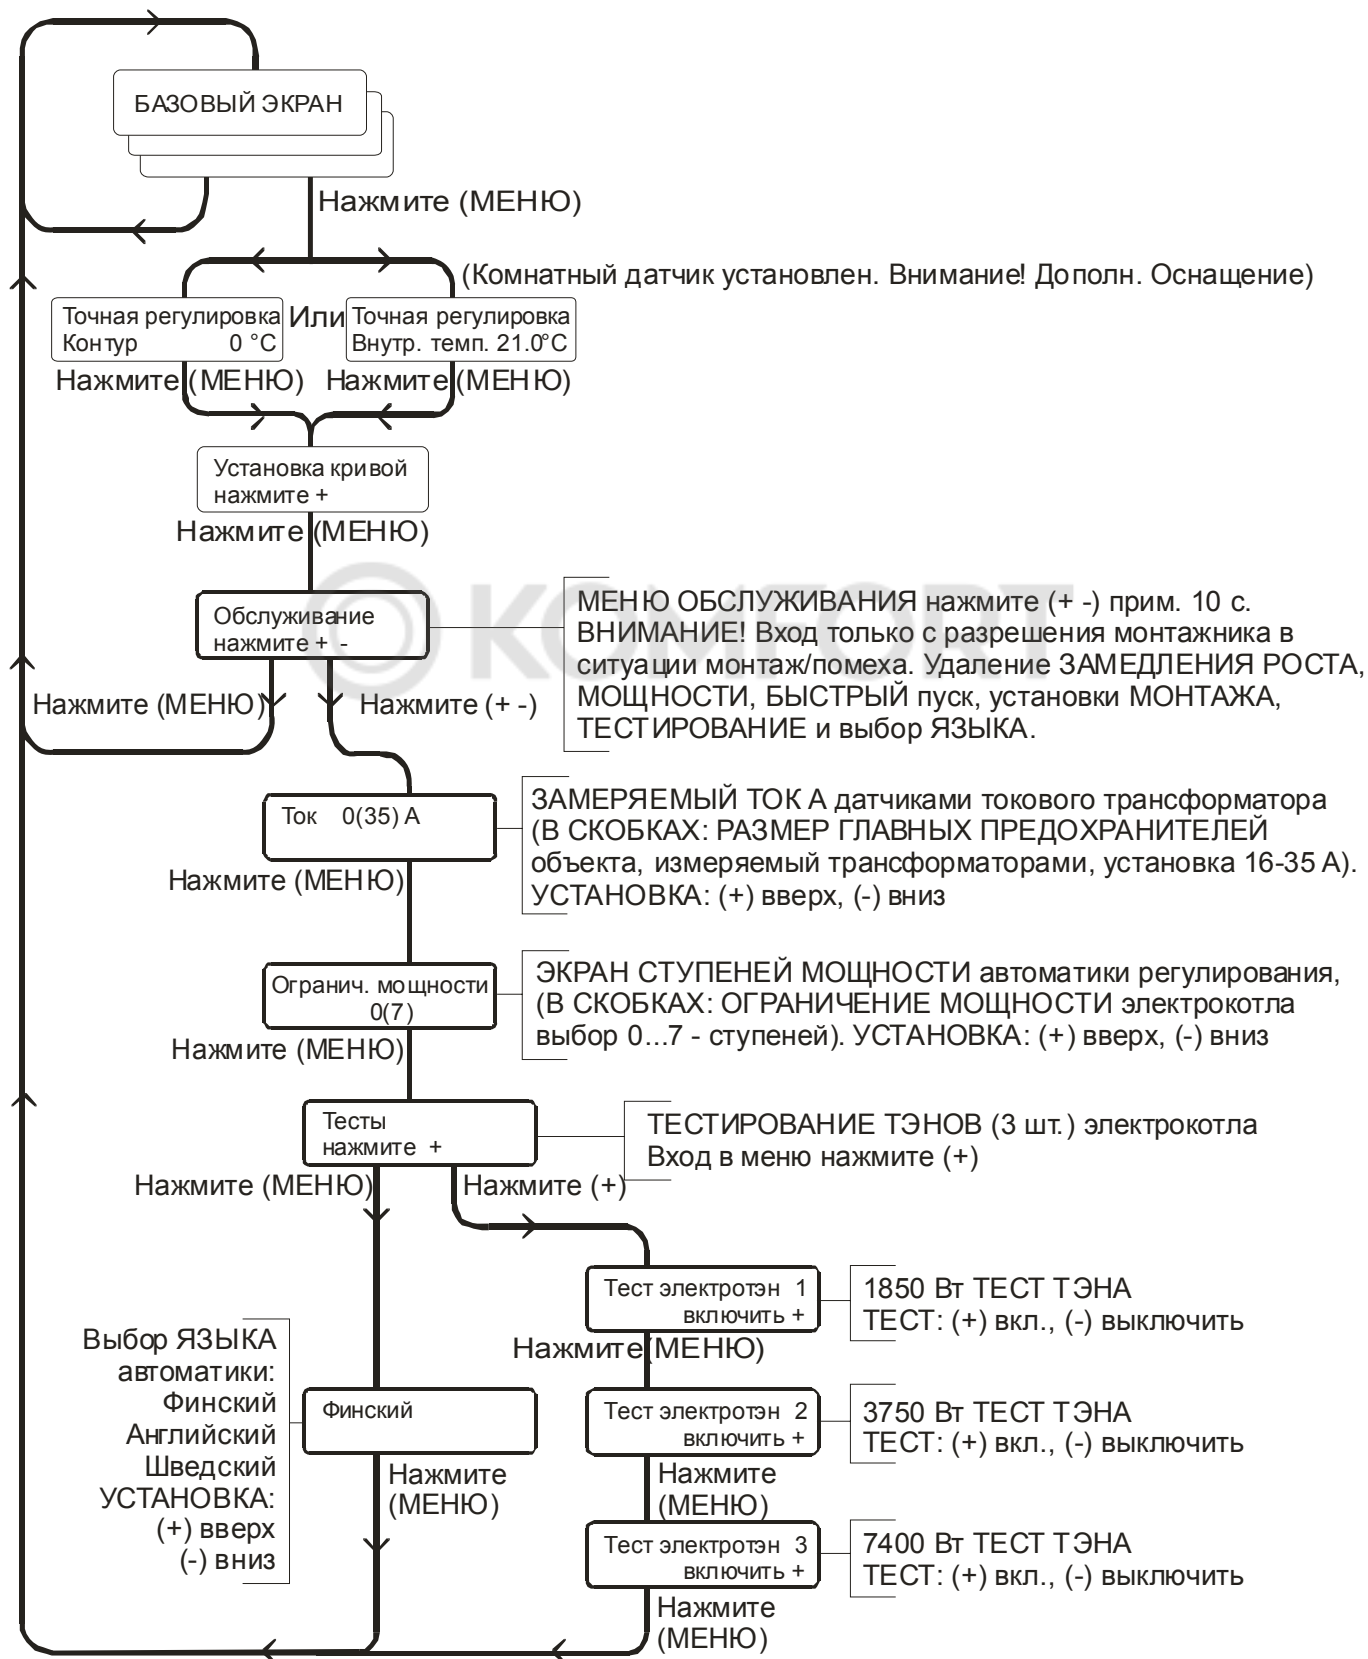 БАЗОВЫЙ ЭКРАН
Нажмите (МЕНЮ)
(Комнатный датчик установлен. Внимание! Дополн. Оснащение)
Точная регулировка
Контур 0 °C
Или
Точная регулировка
Внутр. темп. 21.0°C
Нажмите (МЕНЮ)
Нажмите (МЕНЮ)
Установка кривой
нажмите +
Нажмите (МЕНЮ)
KOMFORT
Обслуживание
нажмите + -
МЕНЮ ОБСЛУЖИВАНИЯ нажмите (+ -) прим. 10 с.
ВНИМАНИЕ! Вход только с разрешения монтажника в
ситуации монтаж/помеха. Удаление ЗАМЕДЛЕНИЯ РОСТА,
МОЩНОСТИ, БЫСТРЫЙ пуск, установки МОНТАЖА,
ТЕСТИРОВАНИЕ и выбор ЯЗЫКА.
Нажмите (МЕНЮ)
Нажмите (+ -)
Ток 0(35) А
ЗАМЕРЯЕМЫЙ ТОК А датчиками токового трансформатора
(В СКОБКАХ: РАЗМЕР ГЛАВНЫХ ПРЕДОХРАНИТЕЛЕЙ
объекта, измеряемый трансформаторами, установка 16-35 А).
УСТАНОВКА: (+) вверх, (-) вниз
Нажмите (МЕНЮ)
Огранич. мощности
0(7)
ЭКРАН СТУПЕНЕЙ МОЩНОСТИ автоматики регулирования,
(В СКОБКАХ: ОГРАНИЧЕНИЕ МОЩНОСТИ электрокотла
выбор 0...7 - ступеней). УСТАНОВКА: (+) вверх, (-) вниз
Нажмите (МЕНЮ)
Тесты
нажмите +
ТЕСТИРОВАНИЕ ТЭНОВ (3 шт.) электрокотла
Вход в меню нажмите (+)
Нажмите (МЕНЮ)
Нажмите (+)
Тест электротэн 1
включить +
1850 Вт ТЕСТ ТЭНА
ТЕСТ: (+) вкл., (-) выключить
Нажмите (МЕНЮ)
Выбор ЯЗЫКА
автоматики:
Финский
Английский
Шведский
УСТАНОВКА:
(+) вверх
(-) вниз
Финский
Нажмите
(МЕНЮ)
Тест электротэн 2
включить +
3750 Вт ТЕСТ ТЭНА
ТЕСТ: (+) вкл., (-) выключить
Нажмите
(МЕНЮ)
Тест электротэн 3
включить +
7400 Вт ТЕСТ ТЭНА
ТЕСТ: (+) вкл., (-) выключить
Нажмите
(МЕНЮ)